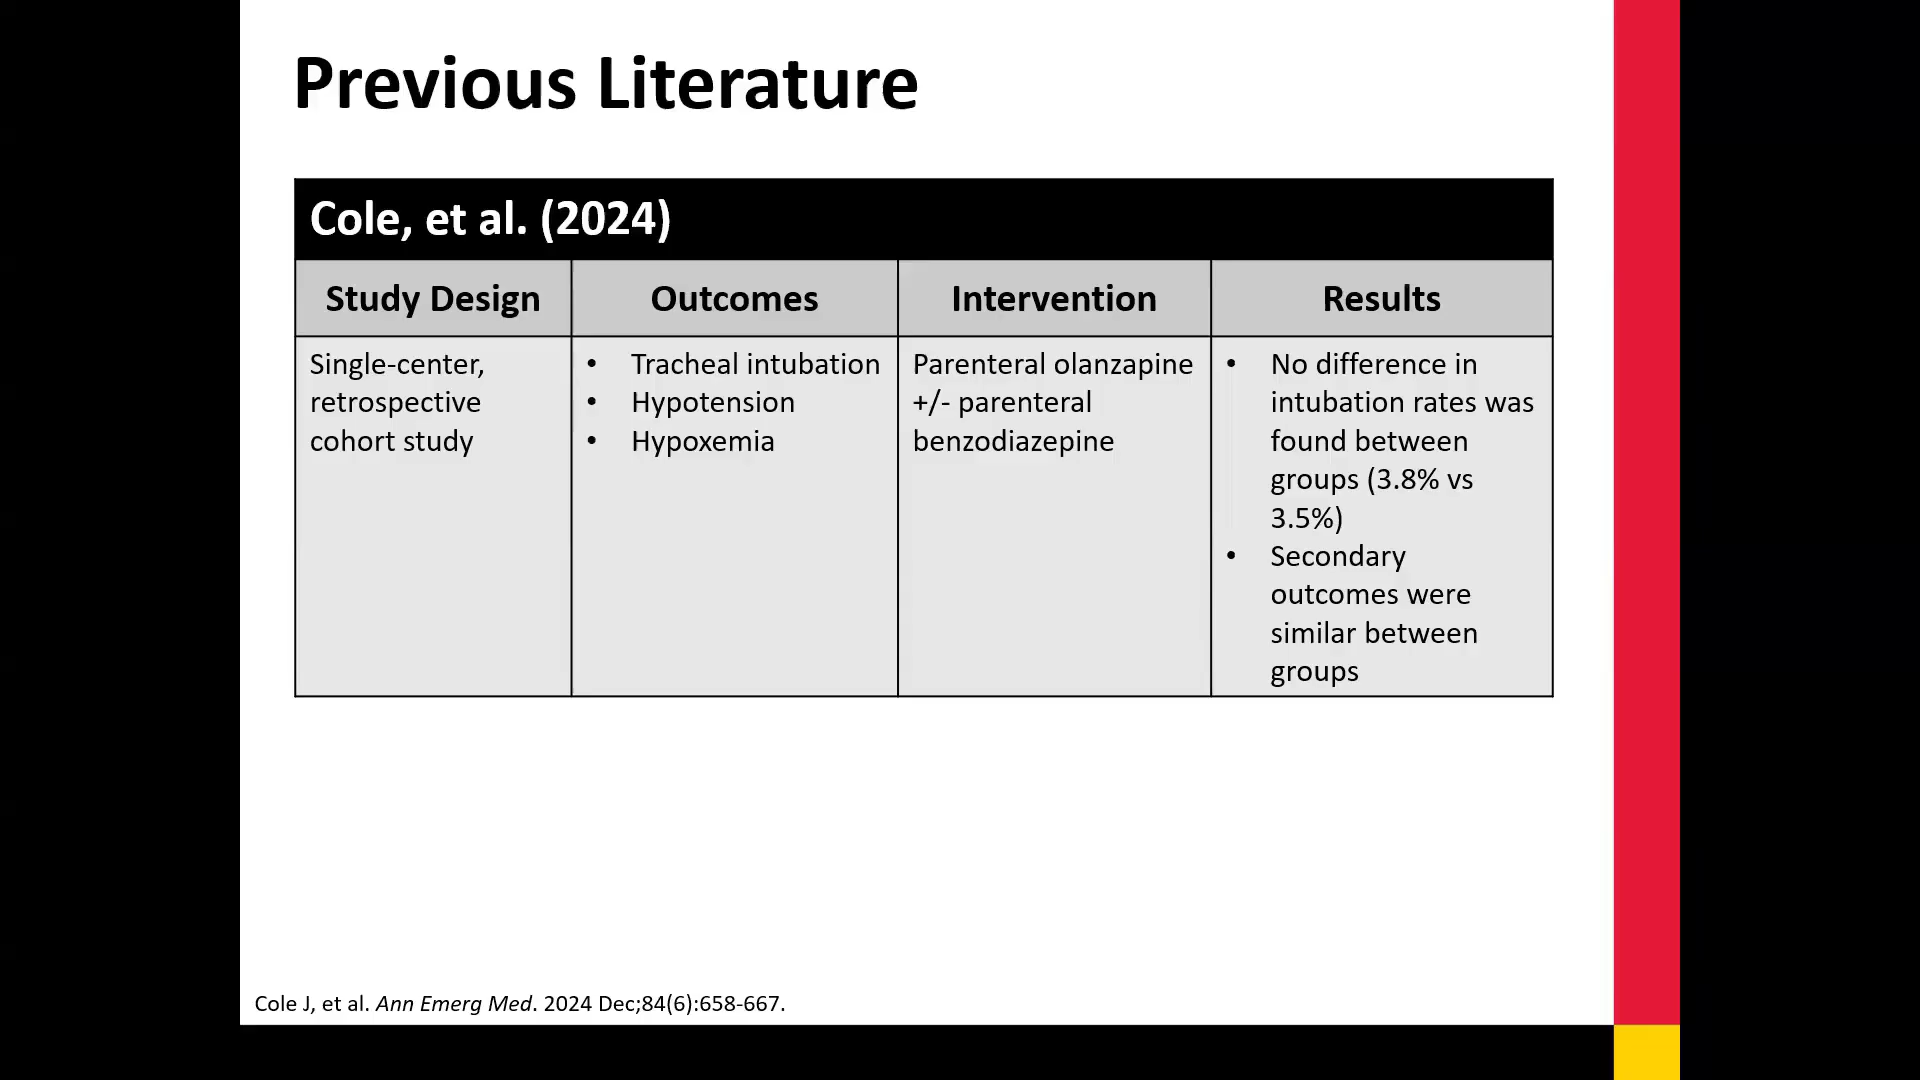 Previous Literature
Cole, et al. (2024)
Study Design
Outcomes
Intervention
Results
Single-center,
retrospective
cohort study
• Tracheal intubation
• Hypotension
• Hypoxemia
Parenteral olanzapine
+/- parenteral
benzodiazepine
• No difference in
intubation rates was
found between
groups (3.8% vs
3.5%)
• Secondary
outcomes were
similar between
groups
Cole J, et al. Ann Emerg Med. 2024 Dec;84(6):658-667.